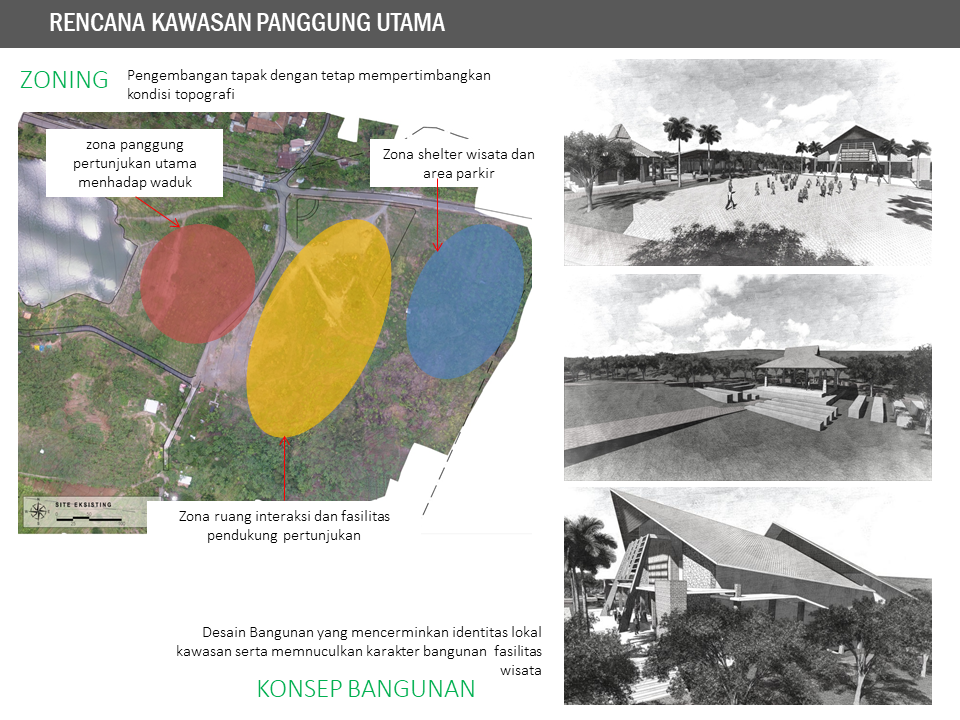 RENCANA KAWASAN PANGGUNG UTAMA
ZONING
Pengembangan tapak dengan tetap mempertimbangkan
kondisi topografi
zona panggung
pertunjukan utama
menhadap waduk
Zona shelter wisata dan
area parkir
SITE EKSISTING
Zona ruang interaksi dan fasilitas
pendukung pertunjukan
Desain Bangunan yang mencerminkan identitas lokal
kawasan serta memnuculkan karakter bangunan fasilitas
wisata
KONSEP BANGUNAN